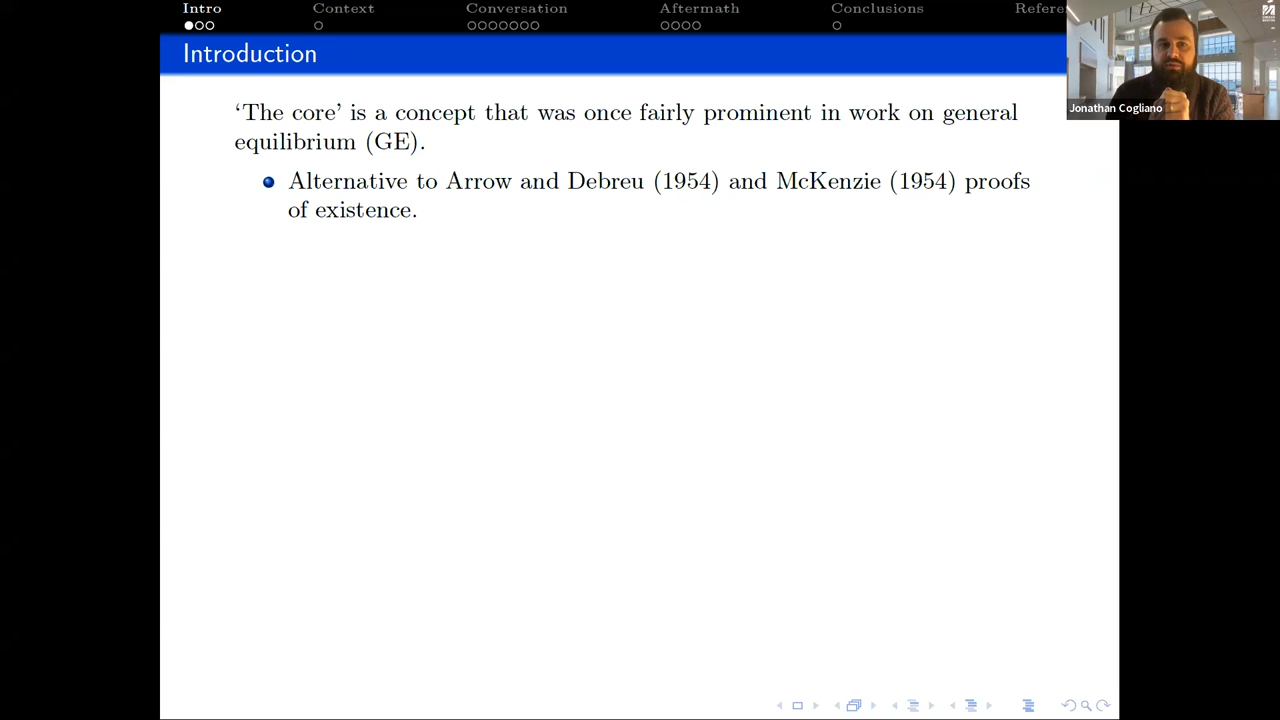 Intro Context Conversation Aftermath Conclusions Refere
Introduction
Jonathan Cogliano
‘The core’ is a concept that was once fairly prominent in work on general
equilibrium (GE).
Alternative to Arrow and Debreu (1954) and McKenzie (1954) proofs
of existence.